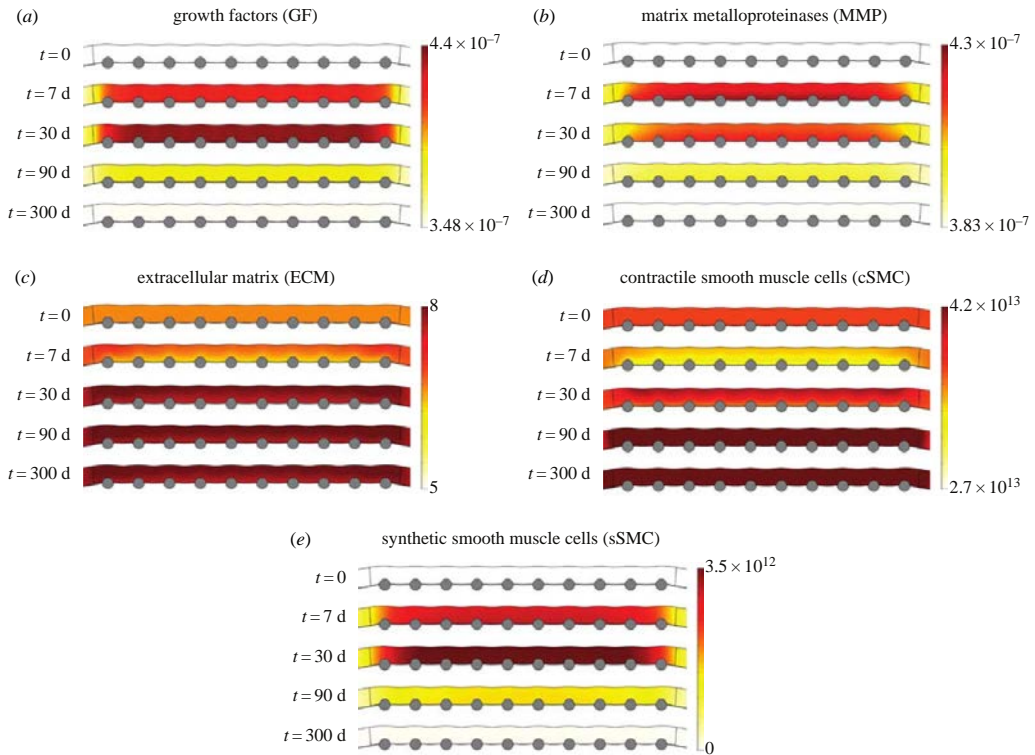 (a) growth factors (GF)
t = 0
t = 7 d
t = 30 d
t = 90 d
t = 300 d
4.4 × 10⁻⁷
3.48 × 10⁻⁷
(b) matrix metalloproteinases (MMP)
t = 0
t = 7 d
t = 30 d
t = 90 d
t = 300 d
4.3 × 10⁻⁷
3.83 × 10⁻⁷
(c) extracellular matrix (ECM)
t = 0
t = 7 d
t = 30 d
t = 90 d
t = 300 d
8
5
(d) contractile smooth muscle cells (cSMC)
t = 0
t = 7 d
t = 30 d
t = 90 d
t = 300 d
4.2 × 10¹³
2.7 × 10¹³
(e) synthetic smooth muscle cells (sSMC)
t = 0
t = 7 d
t = 30 d
t = 90 d
t = 300 d
3.5 × 10¹²
0